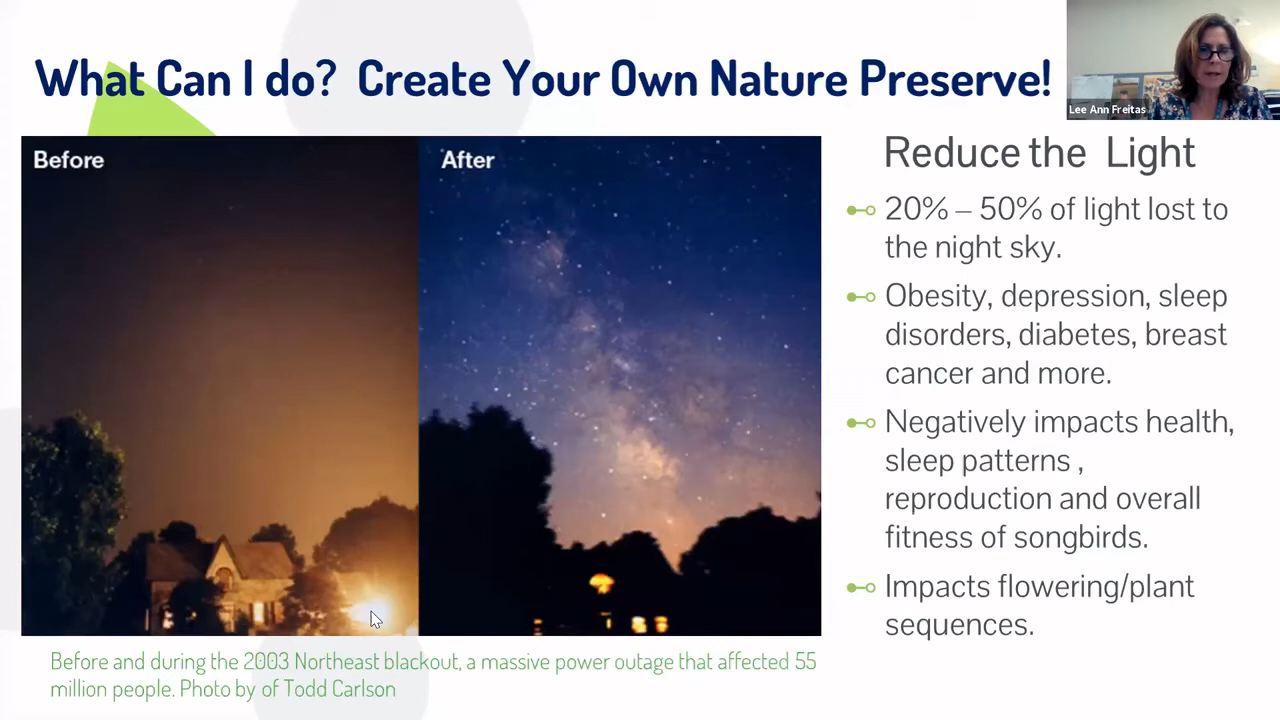 What Can I do? Create Your Own Nature Preserve!
Lee Ann Freitas
Before
After
Reduce the Light
20% – 50% of light lost to
the night sky.
Obesity, depression, sleep
disorders, diabetes, breast
cancer and more.
Negatively impacts health,
sleep patterns ,
reproduction and overall
fitness of songbirds.
Impacts flowering/plant
sequences.
Before and during the 2003 Northeast blackout, a massive power outage that affected 55
million people. Photo by of Todd Carlson